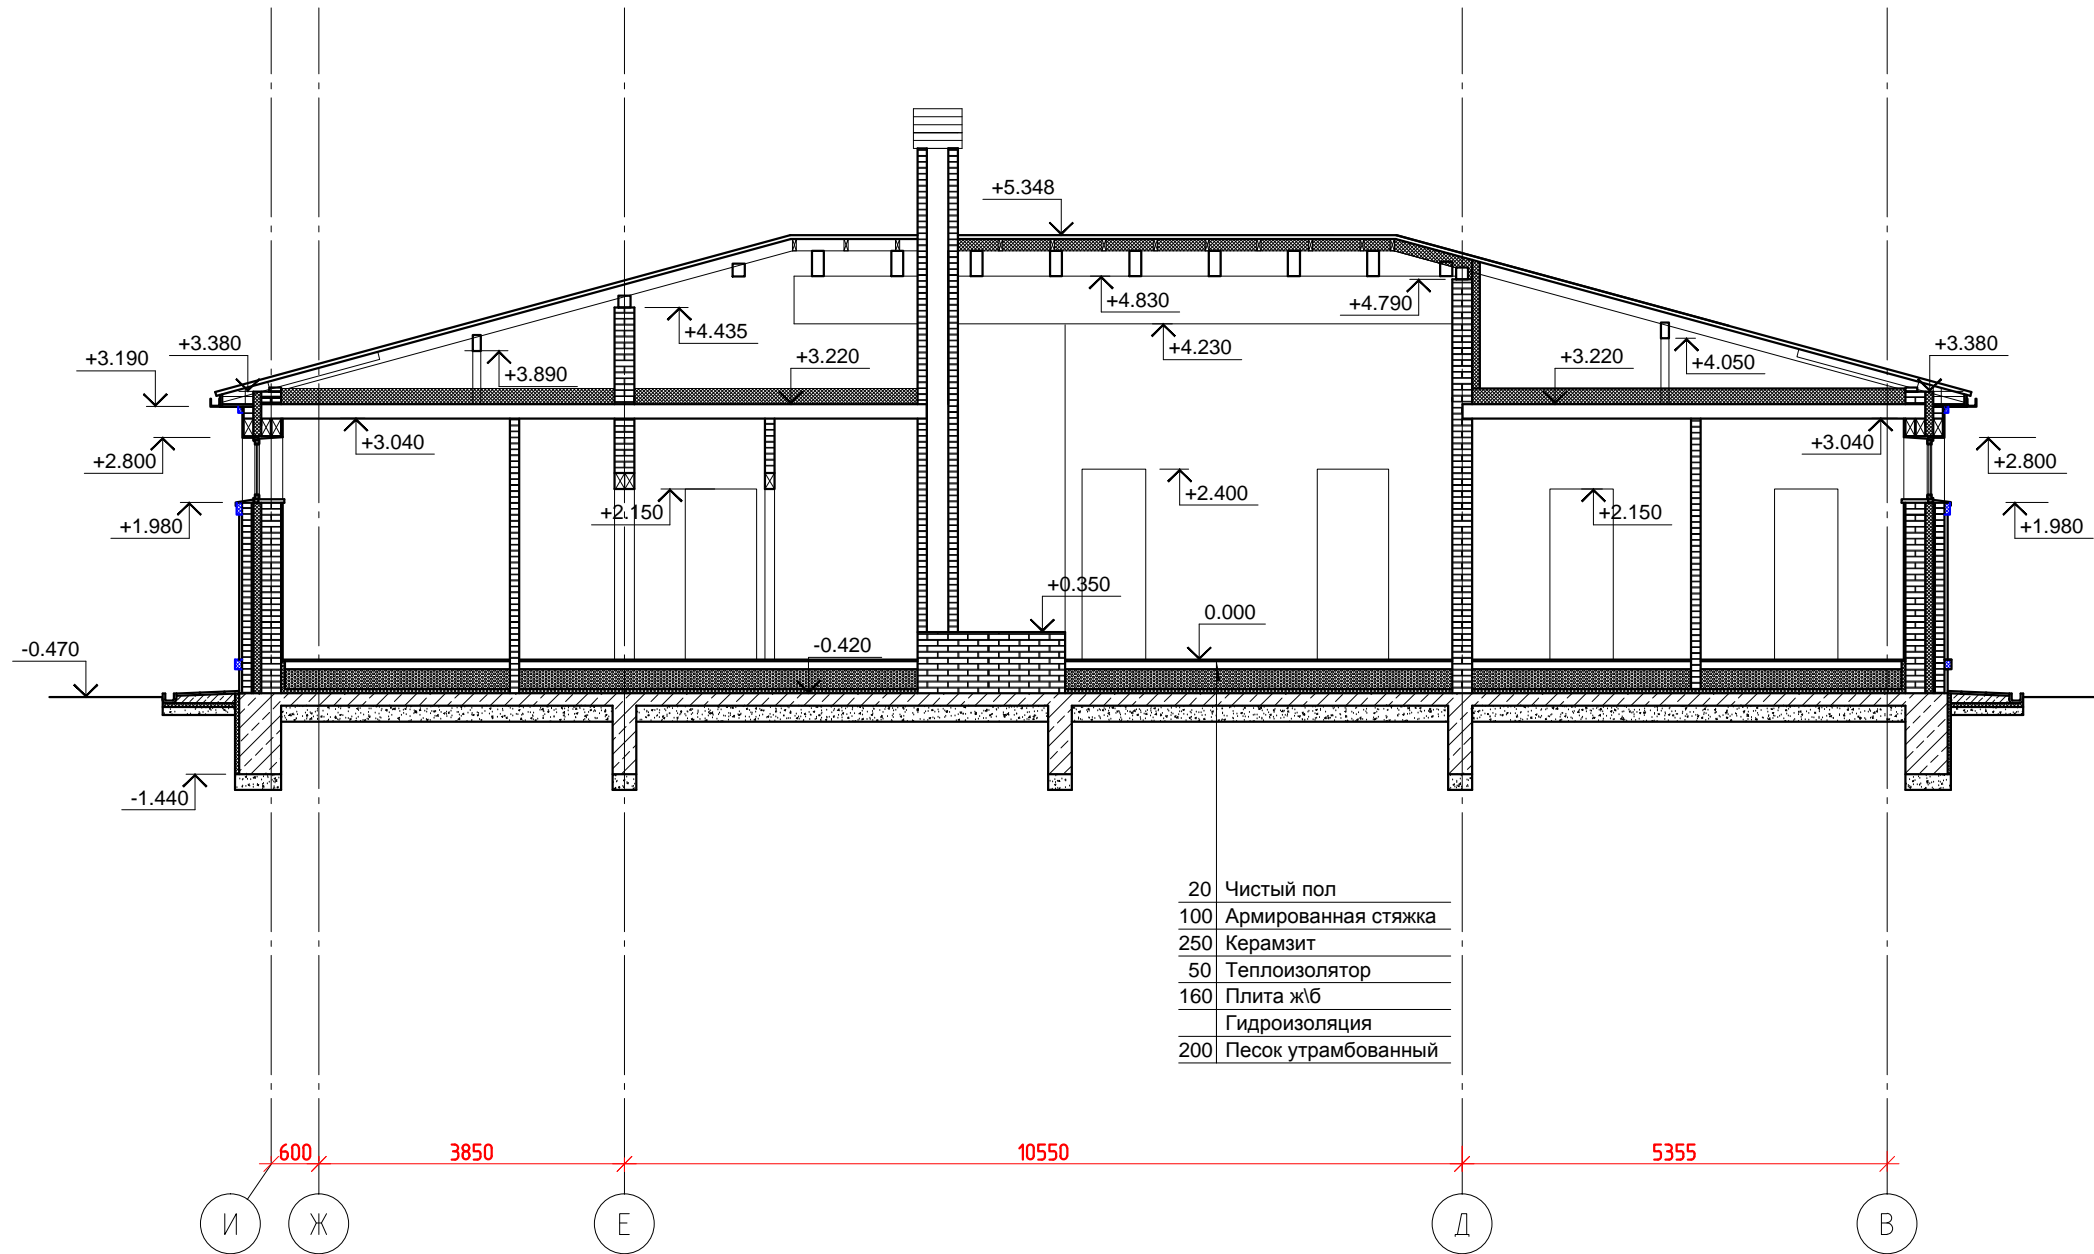 +5.348
+4.830
+4.790
+4.435
+4.230
+3.380
+3.190
+3.890
+3.220
+3.220
+4.050
+3.380
+3.040
+3.040
+2.800
+2.800
+2.400
+2.150
+2.150
+1.980
+1.980
+0.350
0.000
-0.420
-0.470
-1.440
20 Чистый пол
100 Армированная стяжка
250 Керамзит
50 Теплоизолятор
160 Плита ж\б
Гидроизоляция
200 Песок утрамбованный
600 3850 10550 5355
И Ж Е Д В